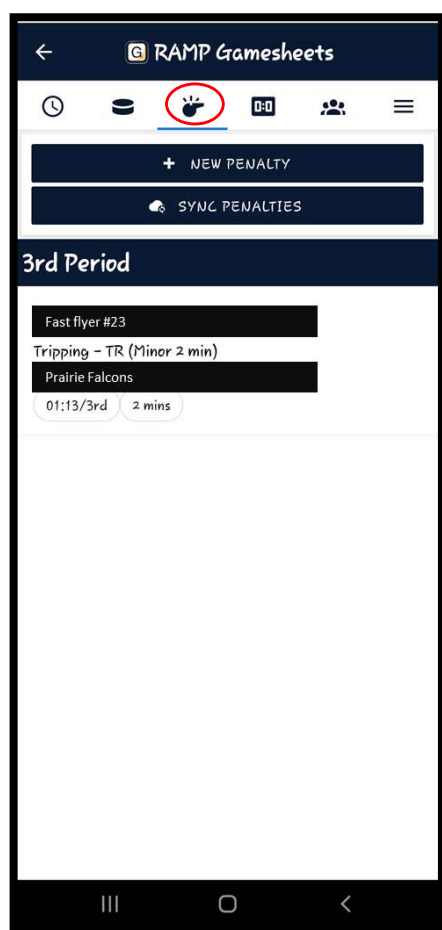 G RAMP Gamesheets
0:0
+ NEW PENALTY
SYNC PENALTIES
3rd Period
Fast flyer #23
Tripping - TR (Minor 2 min)
Prairie Falcons
01:13/3rd 2 mins